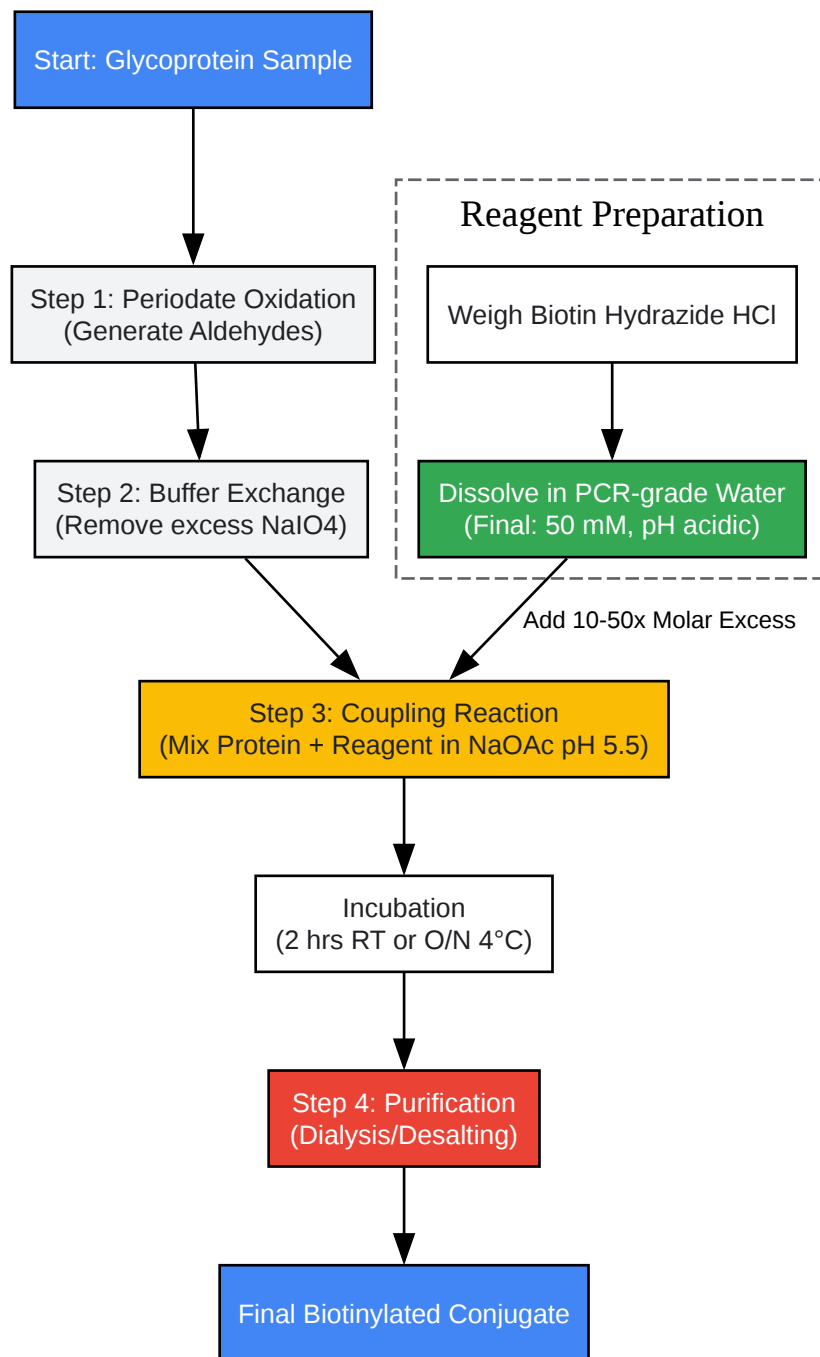 Start: Glycoprotein Sample
Reagent Preparation
Step 1: Periodate Oxidation
(Generate Aldehydes)
Weigh Biotin Hydrazide HCl
Step 2: Buffer Exchange
(Remove excess NaIO4)
Dissolve in PCR-grade Water
(Final: 50 mM, pH acidic)
Add 10-50x Molar Excess
Step 3: Coupling Reaction
(Mix Protein + Reagent in NaOAc pH 5.5)
Incubation
(2 hrs RT or O/N 4°C)
Step 4: Purification
(Dialysis/Desalting)
Final Biotinylated Conjugate